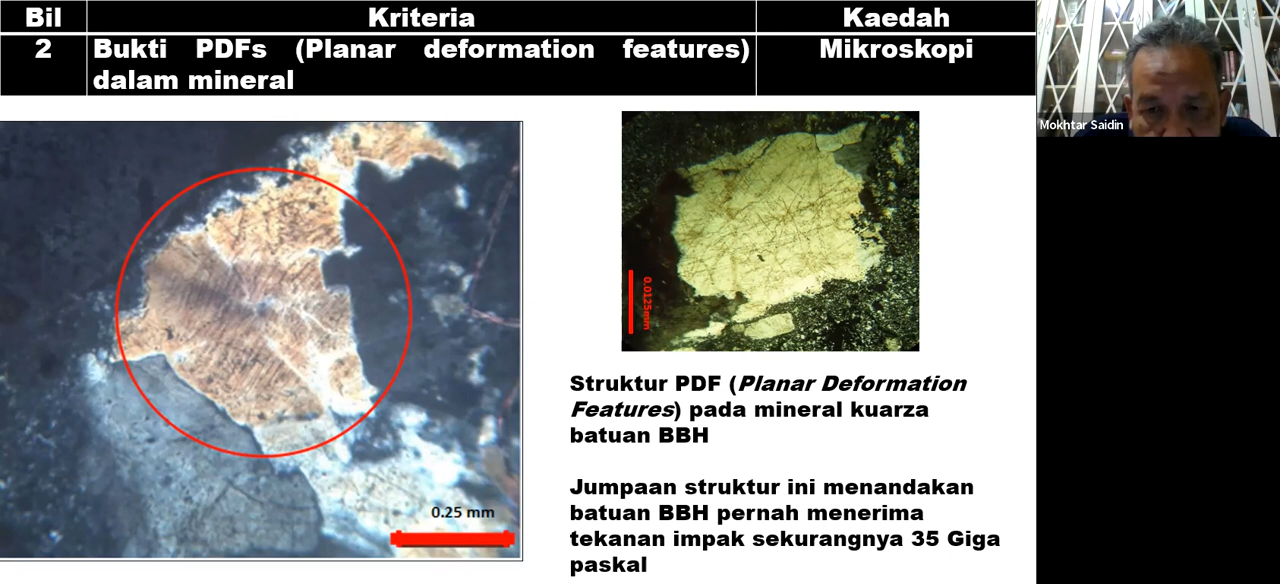 Bil Kriteria Kaedah
2 Bukti PDFs (Planar deformation features) Mikroskopi
dalam mineral
Mokhtar Saidin
0.0125mm
0.25 mm
Struktur PDF (Planar Deformation
Features) pada mineral kuarza
batuan BBH
Jumpaan struktur ini menandakan
batuan BBH pernah menerima
tekanan impak sekurangnya 35 Giga
paskal